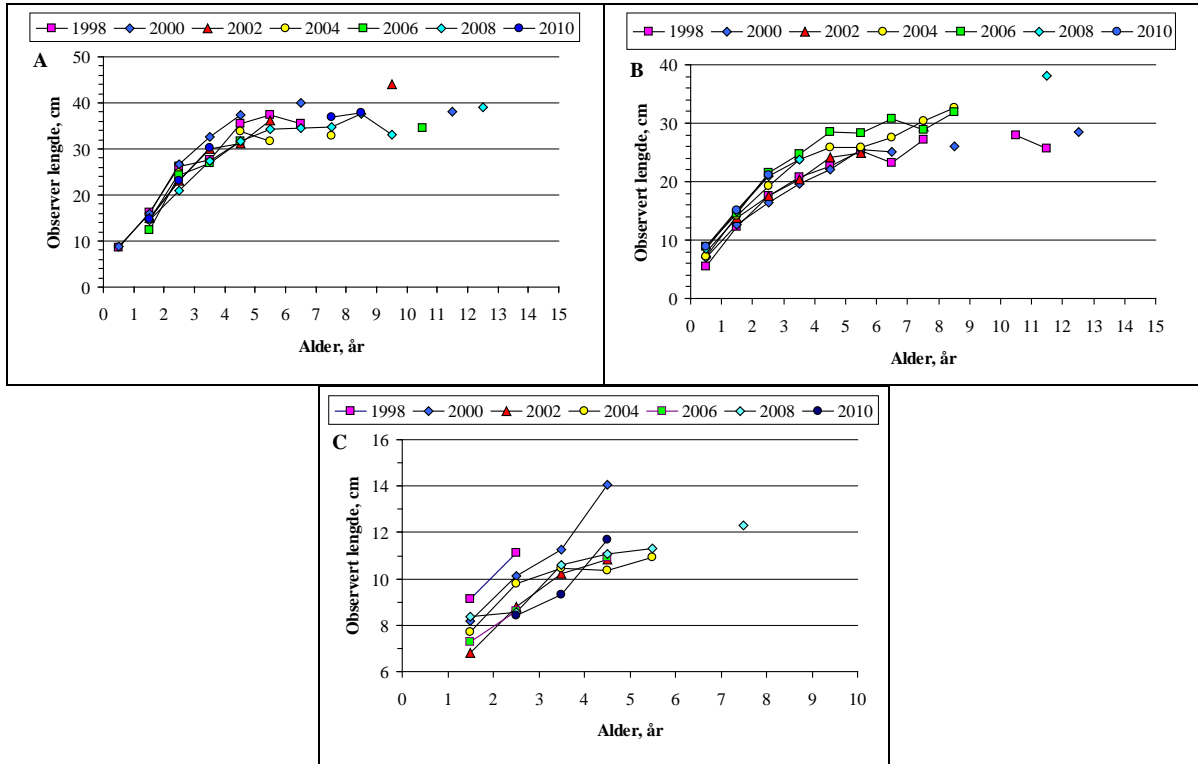 1998 2000 2002 2004 2006 2008 2010
A
50
40
30
20
10
0
0 1 2 3 4 5 6 7 8 9 10 11 12 13 14 15
Observer lengde, cm
Alder, år
1998 2000 2002 2004 2006 2008 2010
B
40
30
20
10
0
0 1 2 3 4 5 6 7 8 9 10 11 12 13 14 15
Observert lengde, cm
Alder, år
1998 2000 2002 2004 2006 2008 2010
C
16
14
12
10
8
6
0 1 2 3 4 5 6 7 8 9 10
Observert lengde, cm
Alder, år